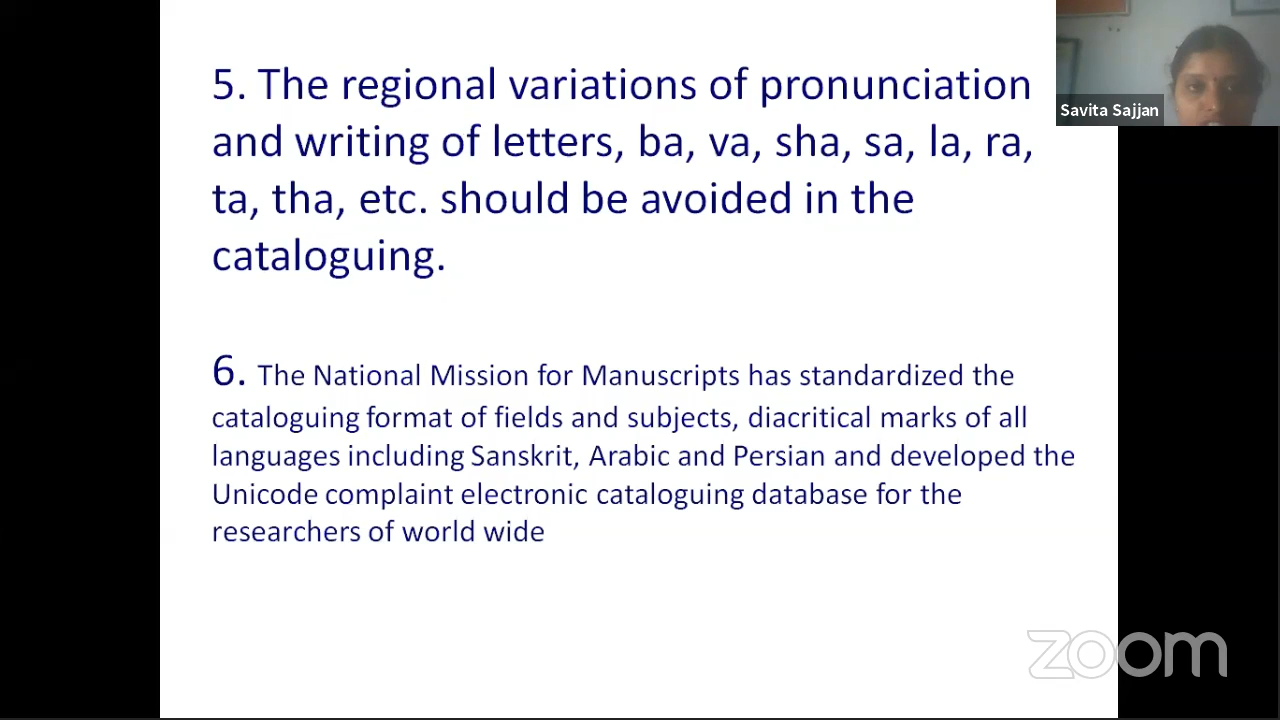 5. The regional variations of pronunciation
and writing of letters, ba, va, sha, sa, la, ra,
ta, tha, etc. should be avoided in the
cataloguing.
6. The National Mission for Manuscripts has standardized the
cataloguing format of fields and subjects, diacritical marks of all
languages including Sanskrit, Arabic and Persian and developed the
Unicode complaint electronic cataloguing database for the
researchers of world wide
Savita Sajjan
zoom